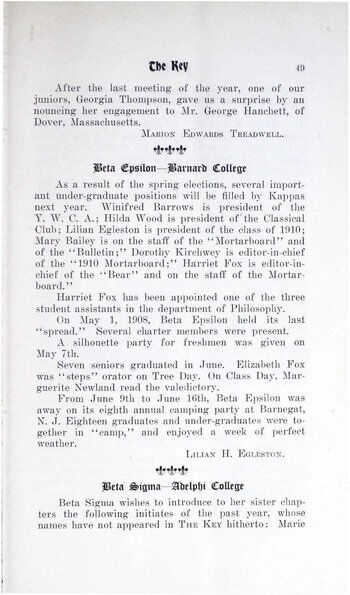 The Key 49
After the last meeting of the year, one of our
juniors, Georgia Thompson, gave us a surprise by an
nouncing her engagement to Mr. George Hanchett, of
Dover, Massachusetts.
Marion Edwards Treadwell.
Beta Epsilon—Barnard College
As a result of the spring elections, several import-
ant under-graduate positions will be filled by Kappas
next year. Winifred Barrows is president of the
Y. W. C. A.; Hilda Wood is president of the Classical
Club; Lilian Egleston is president of the class of 1910;
Mary Bailey is on the staff of the "Mortarboard" and
of the "Bulletin;" Dorothy Kirchwey is editor-in-chief
of the "1910 Mortarboard;" Harriet Fox is editor-in-
chief of the "Bear" and on the staff of the Mortar-
board."
Harriet Fox has been appointed one of the three
student assistants in the department of Philosophy.
On May 1, 1908, Beta Epsilon held its last
"spread." Several charter members were present.
A silhouette party for freshmen was given on
May 7th.
Seven seniors graduated in June. Elizabeth Fox
was "steps" orator on Tree Day. On Class Day, Mar-
guerite Newland read the valedictory.
From June 9th to June 16th, Beta Epsilon was
away on its eighth annual camping party at Barnegat,
N. J. Eighteen graduates and under-graduates were to-
gether in "camp," and enjoyed a week of perfect
weather.
Lilian H. Egleston.
Beta Sigma—Adelphi College
Beta Sigma wishes to introduce to her sister chap-
ters the following initiates of the past year, whose
names have not appeared in The Key hitherto: Marie